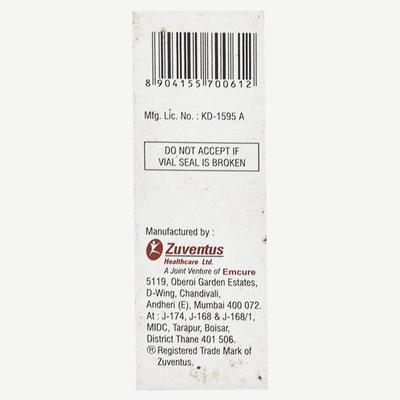 8 904155 700612
Mfg. Lic. No. : KD-1595 A
DO NOT ACCEPT IF
VIAL SEAL IS BROKEN
Manufactured by :
Zuventus
Healthcare Ltd.
A Joint Venture of Emcure
5119, Oberoi Garden Estates,
D-Wing, Chandivali,
Andheri (E), Mumbai 400 072.
At : J-174, J-168 & J-168/1,
MIDC, Tarapur, Boisar,
District Thane 401 506.
® Registered Trade Mark of
Zuventus.